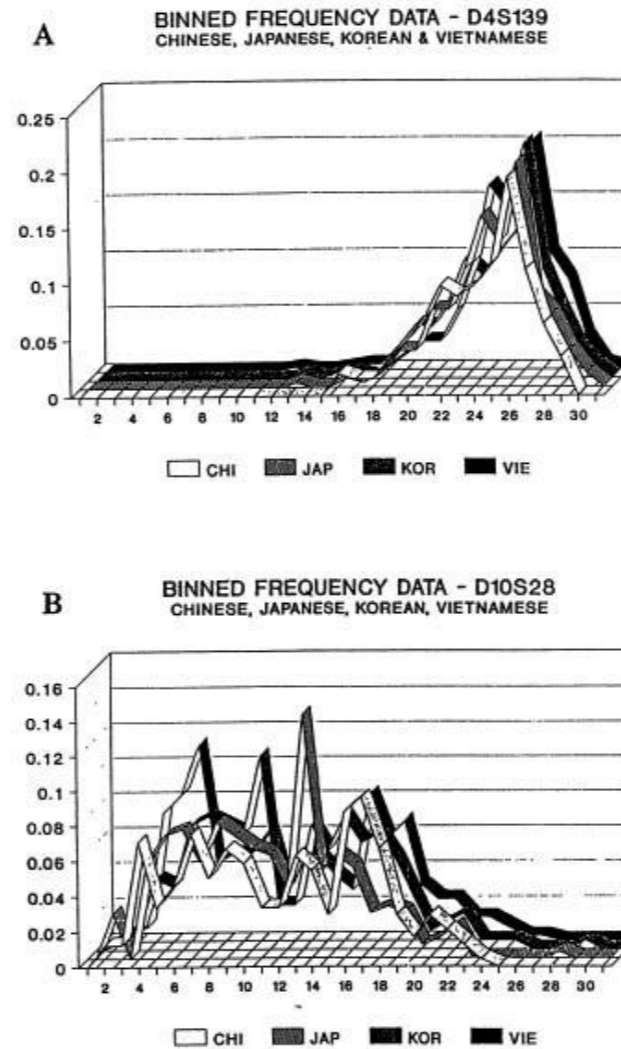 A
BINNED FREQUENCY DATA - D4S139
CHINESE, JAPANESE, KOREAN & VIETNAMESE
0.25
0.2
0.15
0.1
0.05
0
2 4 6 8 10 12 14 16 18 20 22 24 26 28 30
CHI JAP KOR VIE
B
BINNED FREQUENCY DATA - D10S28
CHINESE, JAPANESE, KOREAN, VIETNAMESE
0.16
0.14
0.12
0.1
0.08
0.06
0.04
0.02
0
2 4 6 8 10 12 14 16 18 20 22 24 26 28 30
CHI JAP KOR VIE